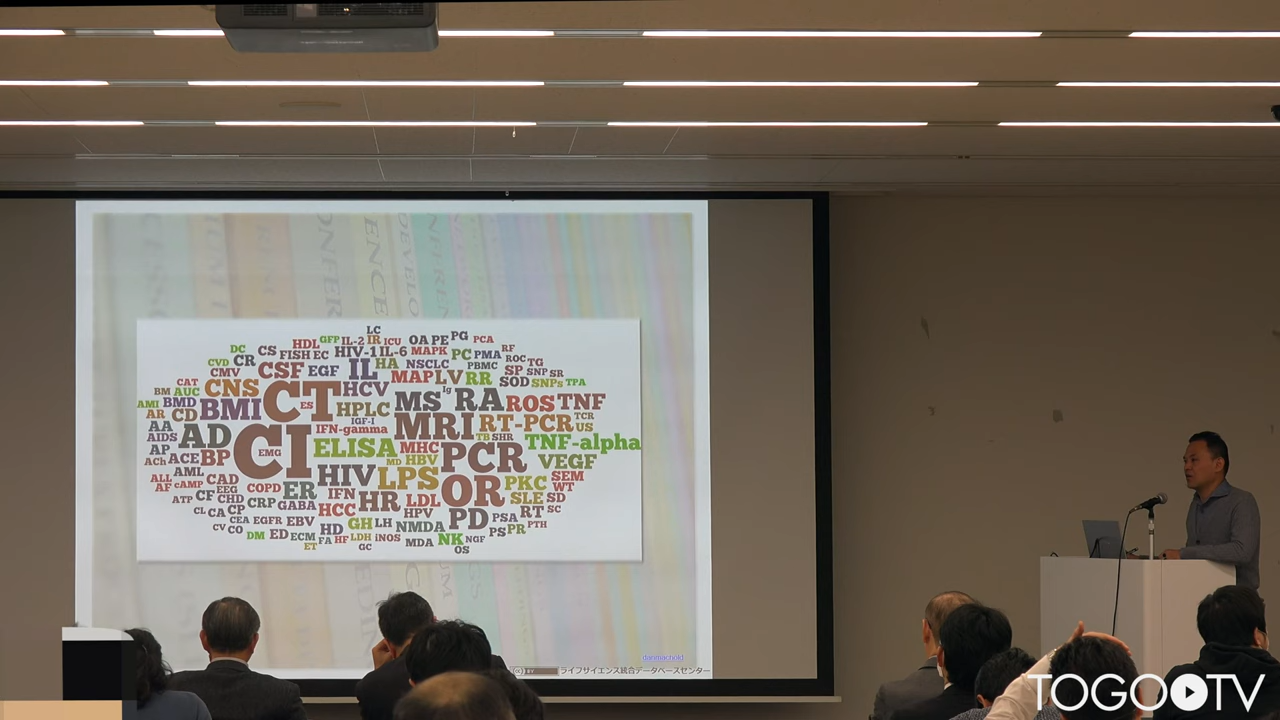 LC
HDL GFP IL-2 IR ICU OA PE PG PCA
DC CS FISH EC HIV-1 IL-6 MAPK PC PMA RF
CVD CR CSF EGF IL HA NSCLC PBMC ROC TG
CMV MAP LV RR SP SNP SR
CAT CNS CT HCV SOD SNPs TPA
BM AUC MS Ig RA ROS TNF
AMI BMD BMI ES HPLC
AR CD IGF-I MRI RT-PCR TCR
AA AD CI IFN-gamma TB SHR US
AIDS EMG ELISA MHC PCR TNF-alpha
AP ACE BP MD HBV VEGF
ACh HIV LPS PKC SEM
AML CAD WT
ALL AF cAMP EEG COPD ER IFN HR LDL OR SLE SD
ATP CF CHD CRP GABA HCC HPV RT SC
CL CA CP PD PSA
CEA EGFR EBV HD GH LH NMDA PTH
CV CO PS PR
DM ED ECM FA HF LDH iNOS MDA NK NGF
ET GC OS
danmacneid
ライフサイエンス統合データベースセンター
TOGOTV